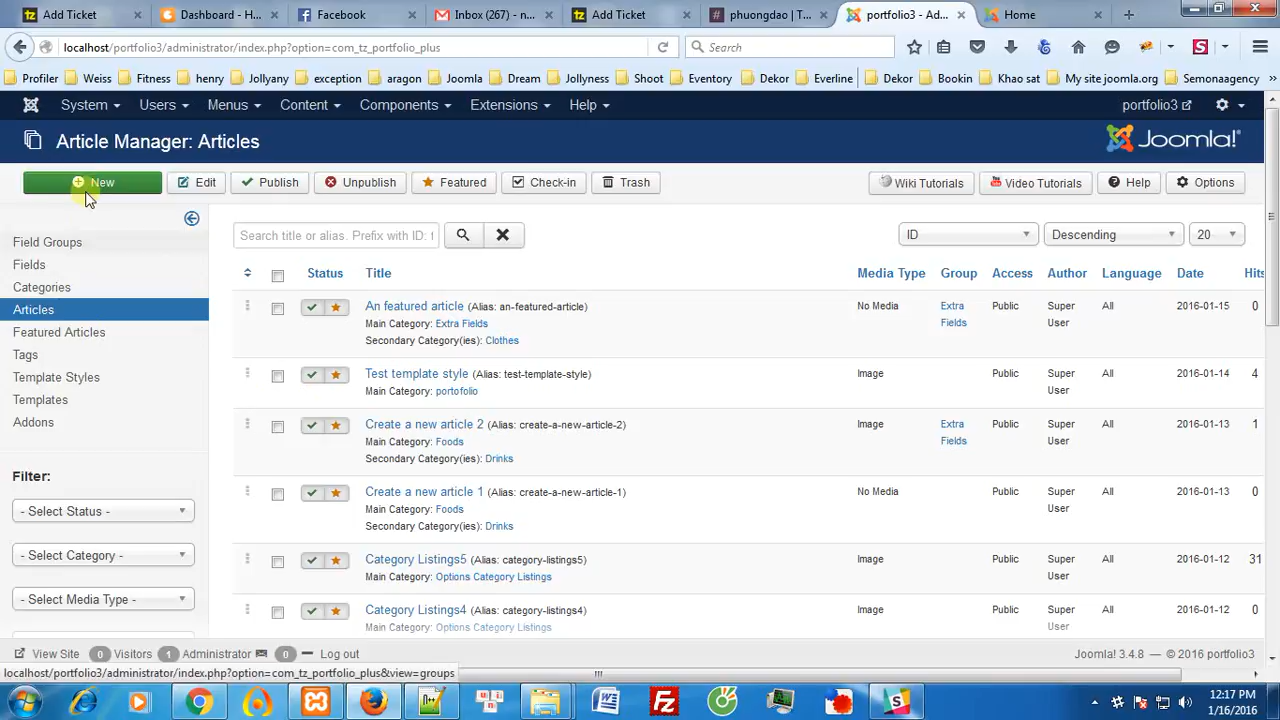 Add Ticket
Dashboard - H...
Facebook
Inbox (267) - n...
Add Ticket
phuongdao | T...
portfolio3 - Ad...
Home
localhost/portfolio3/administrator/index.php?option=com_tz_portfolio_plus
Search
Profiler Weiss Fitness henry Jollyany exception aragon Joomla Dream Jollyness Shoot Eventory Dekor Everline Dekor Bookin Khao sat My site joomla.org Semonaagency
System Users Menus Content Components Extensions Help portfolio3
Article Manager: Articles
Joomla!
New Edit Publish Unpublish Featured Check-in Trash Wiki Tutorials Video Tutorials Help Options
Field Groups
Fields
Categories
Articles
Featured Articles
Tags
Template Styles
Templates
Addons
Filter:
- Select Status -
- Select Category -
- Select Media Type -
Search title or alias. Prefix with ID:
ID Descending 20
Status Title Media Type Group Access Author Language Date Hits
An featured article (Alias: an-featured-article) No Media Extra Fields Public Super User All 2016-01-15 0
Main Category: Extra Fields
Secondary Category(ies): Clothes
Test template style (Alias: test-template-style) Image Public Super User All 2016-01-14 4
Main Category: portofolio
Create a new article 2 (Alias: create-a-new-article-2) Image Extra Fields Public Super User All 2016-01-13 1
Main Category: Foods
Secondary Category(ies): Drinks
Create a new article 1 (Alias: create-a-new-article-1) No Media Public Super User All 2016-01-13 0
Main Category: Foods
Secondary Category(ies): Drinks
Category Listings5 (Alias: category-listings5) Image Public Super User All 2016-01-12 31
Main Category: Options Category Listings
Category Listings4 (Alias: category-listings4) Image Public Super User All 2016-01-12 0
Main Category: Options Category Listings
View Site 0 Visitors 1 Administrator 0 Log out Joomla! 3.4.8 — © 2016 portfolio3
localhost/portfolio3/administrator/index.php?option=com_tz_portfolio_plus&view=groups
12:17 PM
1/16/2016